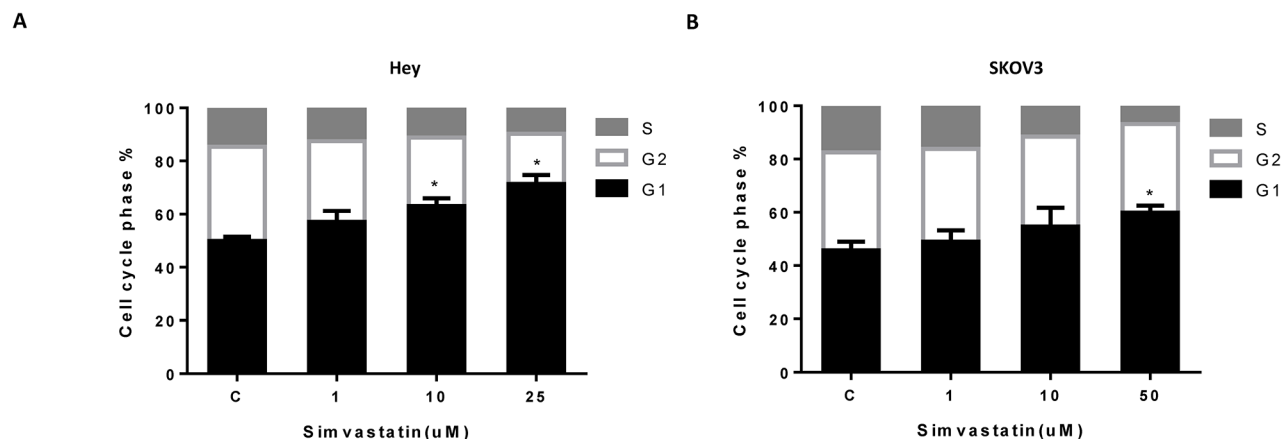 A
Hey
Cell cycle phase %
100
80
60
40
20
0
*
*
C 1 10 25
Simvastatin(uM)
S
G2
G1
B
SKOV3
Cell cycle phase %
100
80
60
40
20
0
*
C 1 10 50
Simvastatin(uM)
S
G2
G1